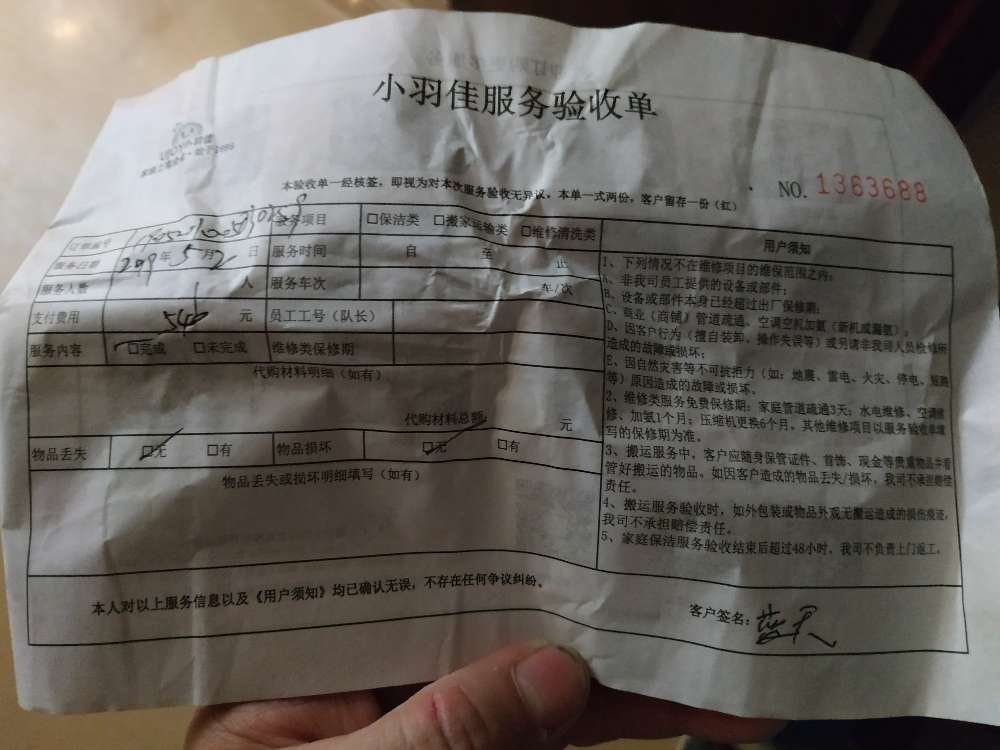 小羽佳服务验收单
本验收单一经核签，即视为对本次服务验收无异议，本单一式两份，客户留存一份（红）
NO. 1363688
订单编号
服务项目 □保洁类 □搬家运输类 □维修清洗类
服务日期 2019 年 5 月 2 日 服务时间 自 至 止
服务人数 1 人 服务车次 车/次
支付费用 540 元 员工工号（队长）
服务内容 □完成 □未完成 维修类保修期
代购材料明细（如有）
代购材料总额 元
物品丢失 □无 □有 物品损坏 □无 □有
物品丢失或损坏明细填写（如有）
用户须知
1、下列情况不在维修项目的维保范围之内：
A、非我司员工提供的设备或部件；
B、设备或部件本身已经超过出厂保修期；
C、商业（商铺）管道疏通、空调空机加氨（新机或漏氨）；
D、因客户行为（擅自装卸、操作失误等）或另请非我司人员检修所
造成的故障或损坏；
E、因自然灾害等不可抗拒力（如：地震、雷电、火灾、停电、短路
等）原因造成的故障或损坏。
2、维修类服务免费保修期：家庭管道疏通3天；水电维修、空调维
修、加氨1个月；压缩机更换6个月，其他维修项目以服务验收单填
写的保修期为准。
3、搬运服务中，客户应随身保管证件、首饰、现金等贵重物品并看
管好搬运的物品。如因客户造成的物品丢失/损坏，我司不承担赔偿
责任。
4、搬运服务验收时，如外包装或物品外观无搬运造成的损伤痕迹，
我司不承担赔偿责任。
5、家庭保洁服务验收结束后超过48小时，我司不负责上门返工。
本人对以上服务信息以及《用户须知》均已确认无误，不存在任何争议纠纷。
客户签名：蓝天